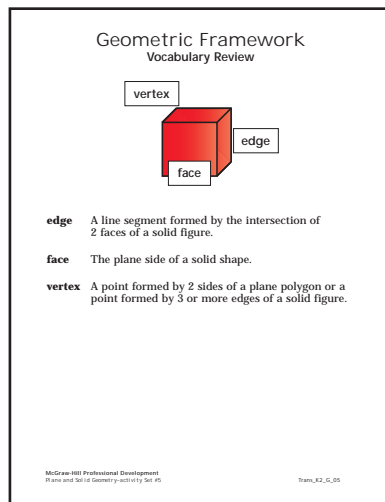 Geometric Framework
Vocabulary Review
vertex
edge
face
edge A line segment formed by the intersection of
2 faces of a solid figure.
face The plane side of a solid shape.
vertex A point formed by 2 sides of a plane polygon or a
point formed by 3 or more edges of a solid figure.
McGraw-Hill Professional Development
Plane and Solid Geometry–activity Set #5
Trans_K2_G_05